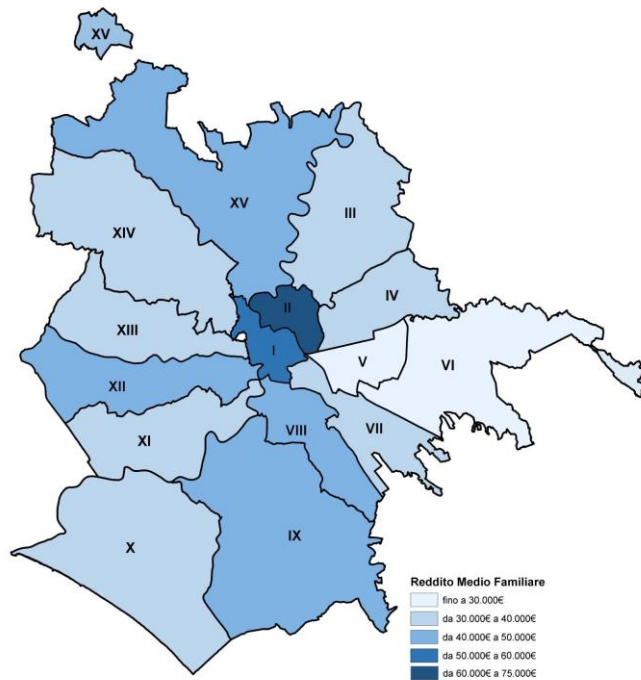 XV
XV
III
XIV
IV
II
XIII
I
V
VI
XII
VIII
VII
XI
IX
X
Reddito Medio Familiare
fino a 30.000€
da 30.000€ a 40.000€
da 40.000€ a 50.000€
da 50.000€ a 60.000€
da 60.000€ a 75.000€